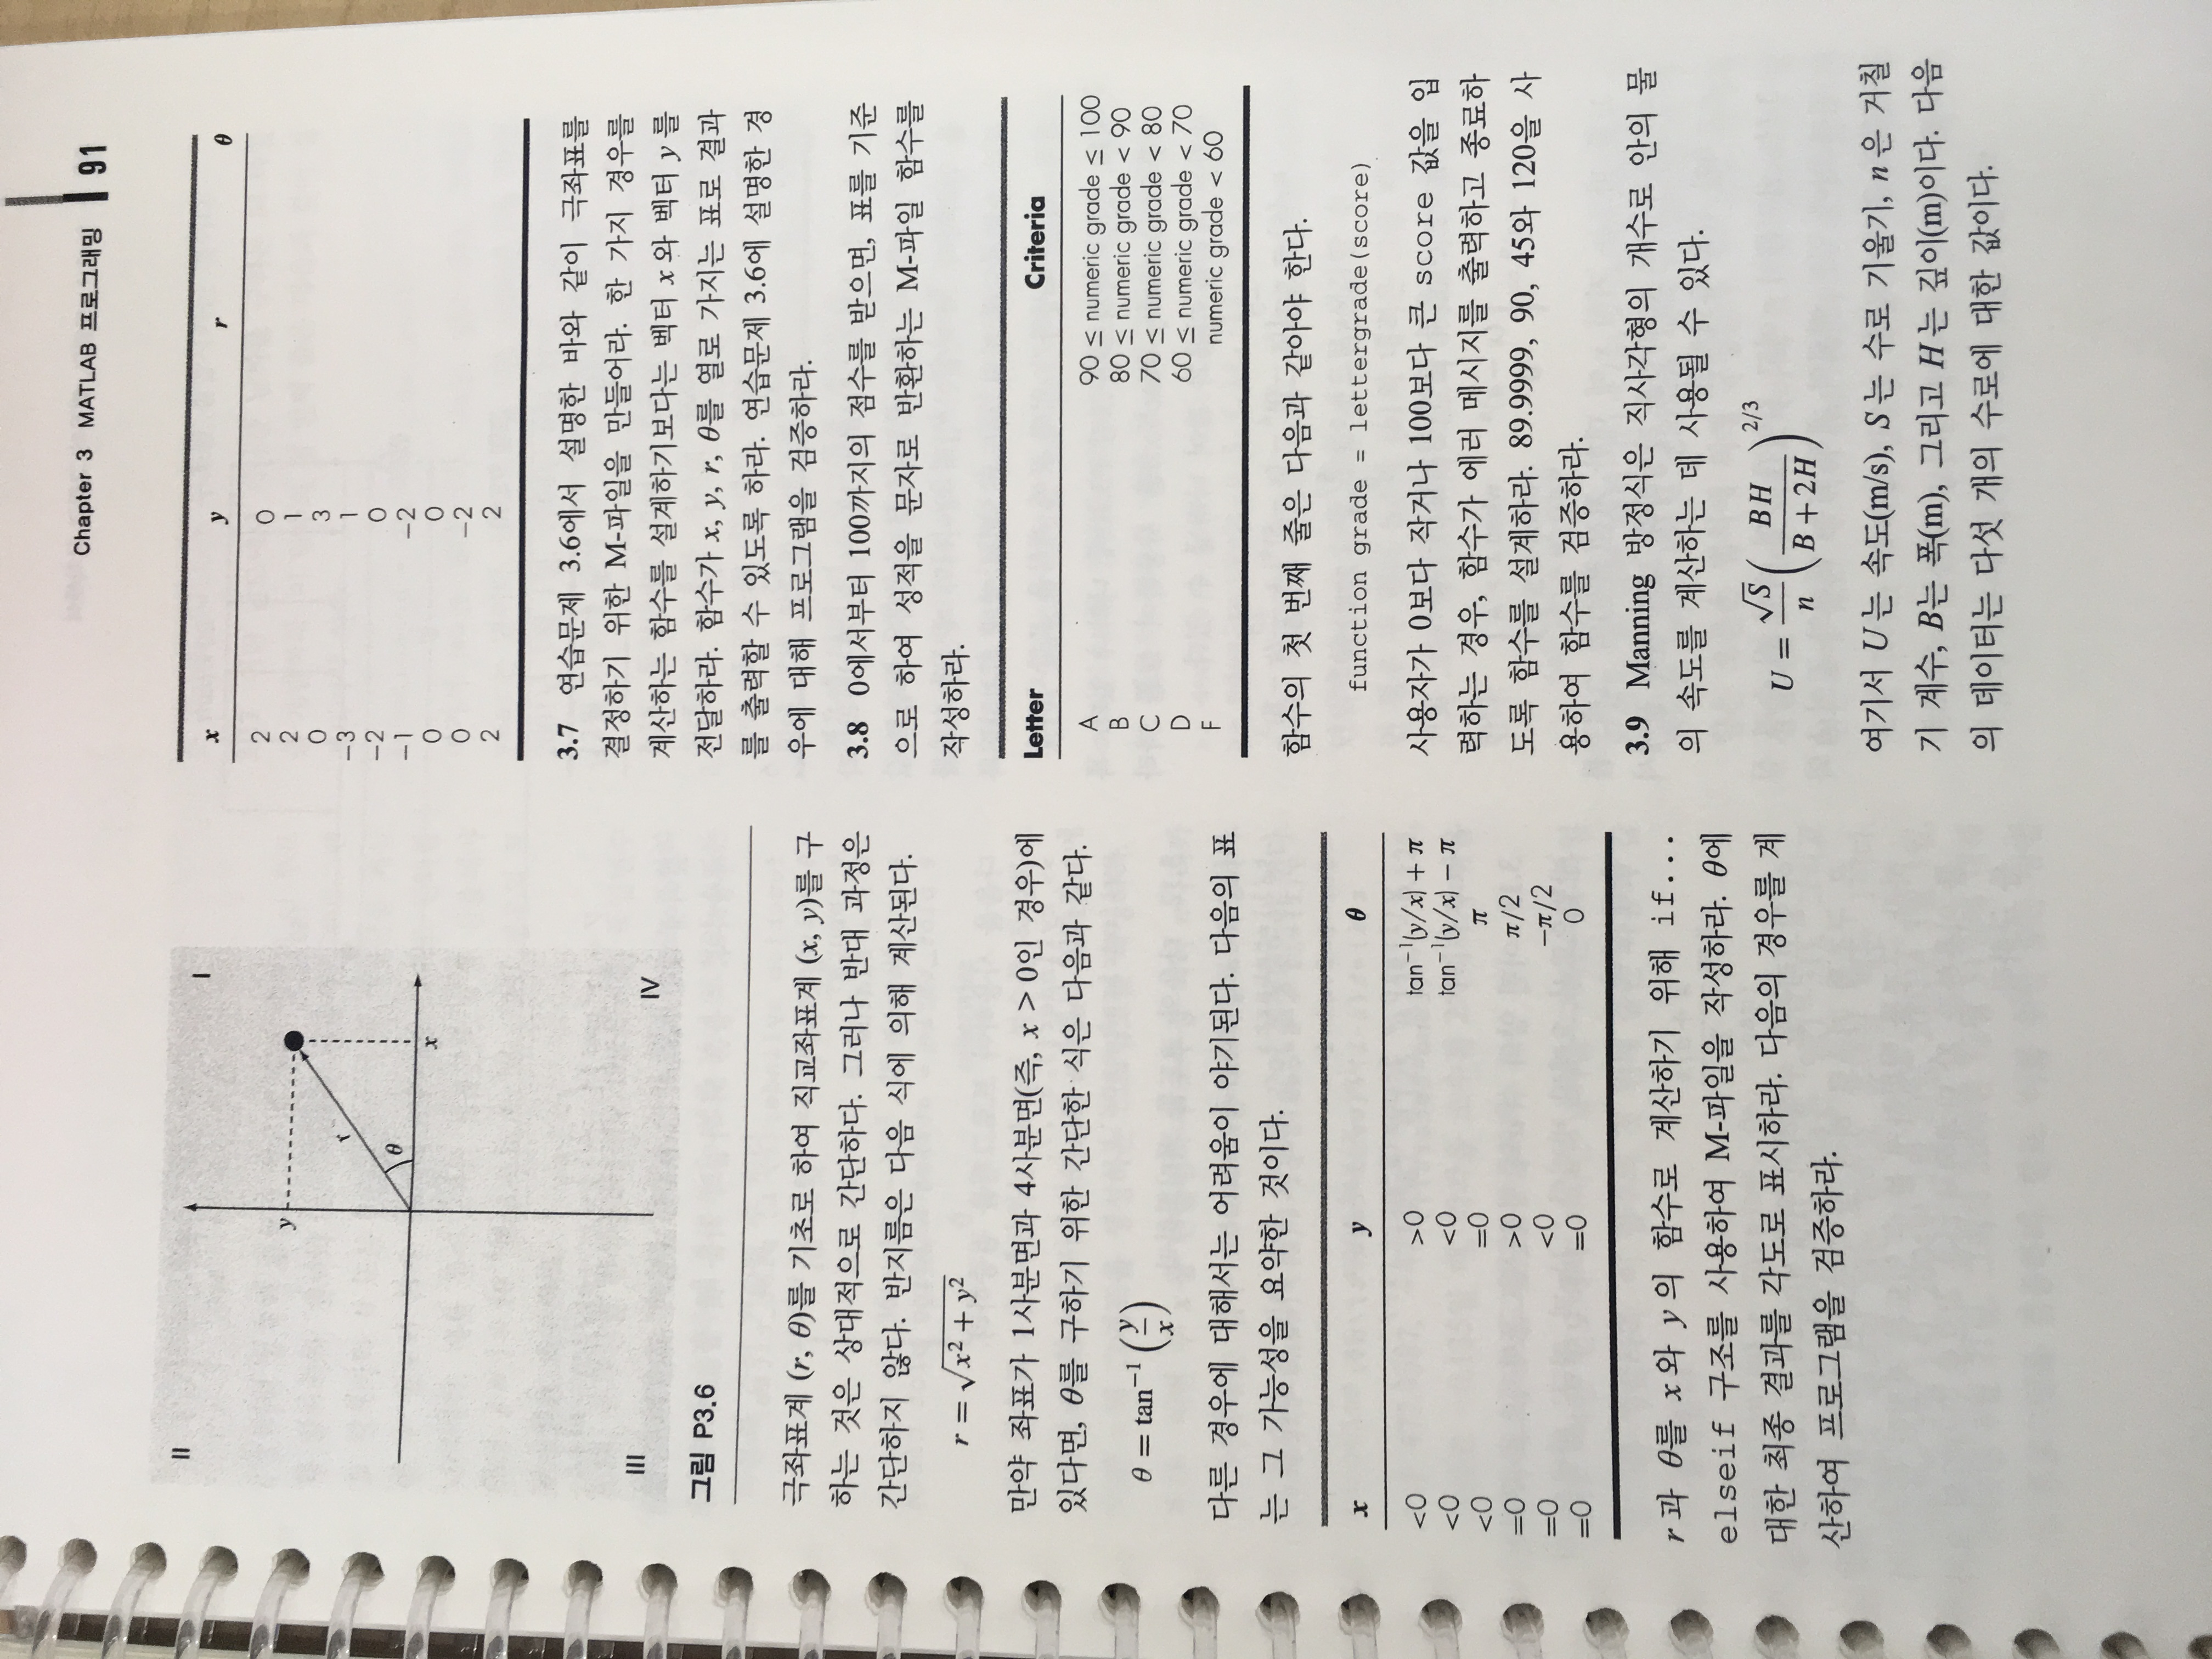 Chapter 3 MATLAB 프로그래밍 91
II
I
y
r
θ
x
III
IV
그림 P3.6
극좌표계 (r, θ)를 기초로 하여 직교좌표계 (x, y)를 구
하는 것은 상대적으로 간단하다. 그러나 반대 과정은
간단하지 않다. 반지름은 다음 식에 의해 계산된다.
r = √(x² + y²)
만약 좌표가 1사분면과 4사분면(즉, x > 0인 경우)에
있다면, θ를 구하기 위한 간단한 식은 다음과 같다.
θ = tan⁻¹ (y/x)
다른 경우에 대해서는 어려움이 야기된다. 다음의 표
는 그 가능성을 요약한 것이다.
x y θ
<0 >0 tan⁻¹(y/x) + π
<0 <0 tan⁻¹(y/x) − π
<0 =0 π
=0 >0 π/2
=0 <0 −π/2
=0 =0 0
r과 θ를 x와 y의 함수로 계산하기 위해 if...
elseif 구조를 사용하여 M-파일을 작성하라. θ에
대한 최종 결과를 각도로 표시하라. 다음의 경우를 계
산하여 프로그램을 검증하라.
x y r θ
2 0
2 1
0 3
−3 1
−2 0
−1 −2
0 0
0 −2
2 2
3.7 연습문제 3.6에서 설명한 바와 같이 극좌표를
결정하기 위한 M-파일을 만들어라. 한 가지 경우를
계산하는 함수를 설계하기보다는 벡터 x와 벡터 y를
전달하라. 함수가 x, y, r, θ를 열로 가지는 표로 결과
를 출력할 수 있도록 하라. 연습문제 3.6에 설명한 경
우에 대해 프로그램을 검증하라.
3.8 0에서부터 100까지의 점수를 받으면, 표를 기준
으로 하여 성적을 문자로 반환하는 M-파일 함수를
작성하라.
Letter Criteria
A 90 ≤ numeric grade ≤ 100
B 80 ≤ numeric grade < 90
C 70 ≤ numeric grade < 80
D 60 ≤ numeric grade < 70
F numeric grade < 60
함수의 첫 번째 줄은 다음과 같아야 한다.
function grade = lettergrade(score)
사용자가 0보다 작거나 100보다 큰 score 값을 입
력하는 경우, 함수가 에러 메시지를 출력하고 종료하
도록 함수를 설계하라. 89.9999, 90, 45와 120을 사
용하여 함수를 검증하라.
3.9 Manning 방정식은 직사각형의 개수로 안의 물
의 속도를 계산하는 데 사용될 수 있다.
U = √S/n (BH/(B + 2H))^2/3
여기서 U는 속도(m/s), S는 수로 기울기, n은 거칠
기 계수, B는 폭(m), 그리고 H는 깊이(m)이다. 다음
의 데이터는 다섯 개의 수로에 대한 값이다.